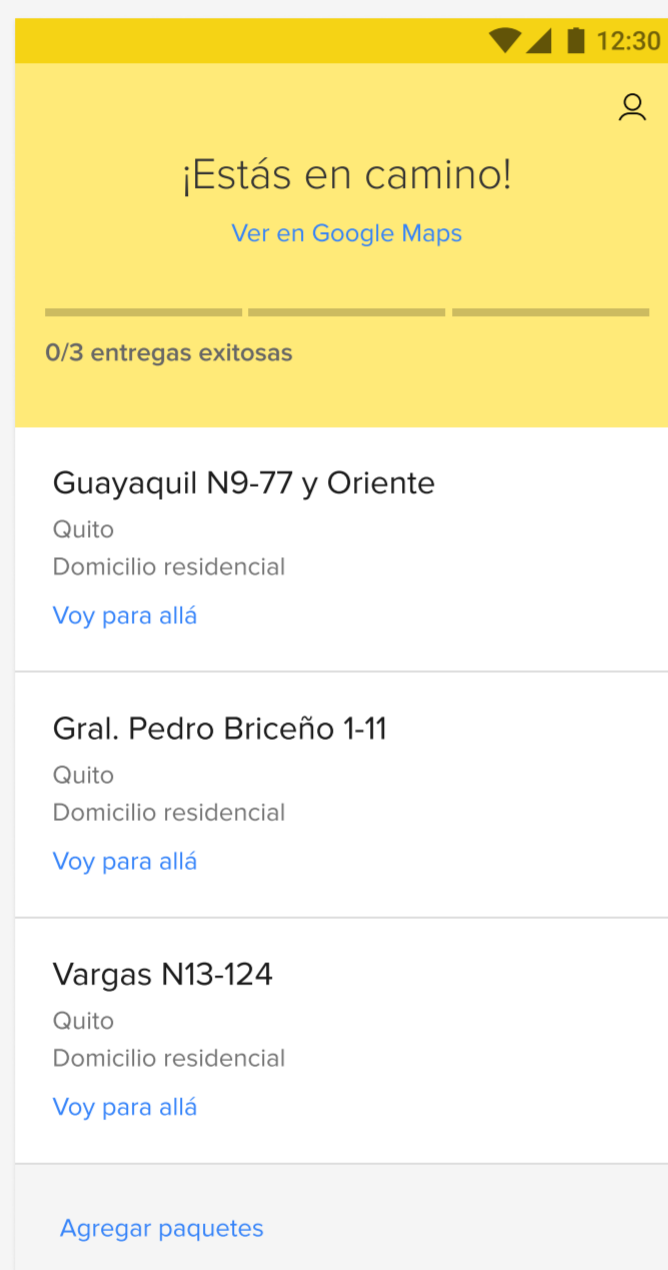 12:30
¡Estás en camino!
Ver en Google Maps
0/3 entregas exitosas
Guayaquil N9-77 y Oriente
Quito
Domicilio residencial
Voy para allá
Gral. Pedro Briceño 1-11
Quito
Domicilio residencial
Voy para allá
Vargas N13-124
Quito
Domicilio residencial
Voy para allá
Agregar paquetes